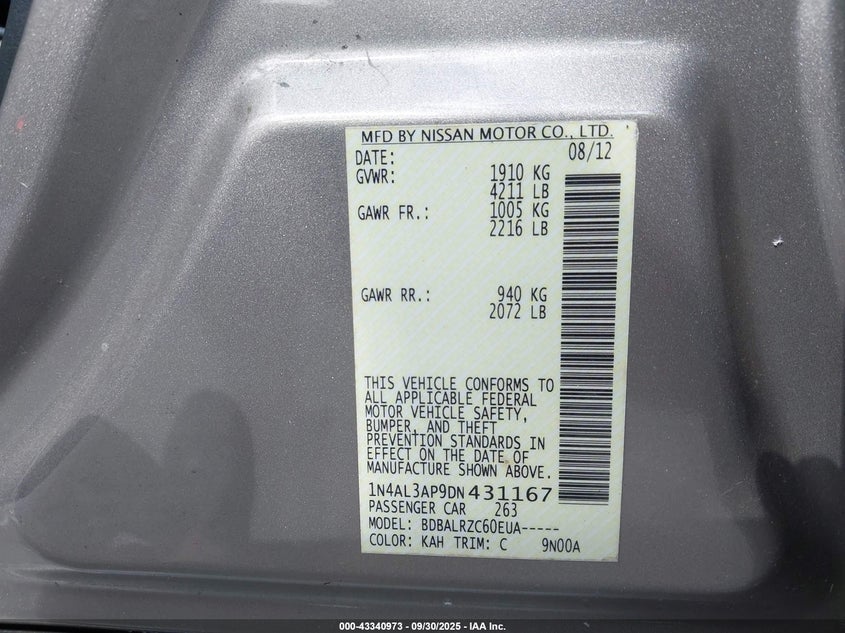 MFD BY NISSAN MOTOR CO., LTD.
DATE: 08/12
GVWR: 1910 KG
4211 LB
GAWR FR.: 1005 KG
2216 LB
GAWR RR.: 940 KG
2072 LB
THIS VEHICLE CONFORMS TO
ALL APPLICABLE FEDERAL
MOTOR VEHICLE SAFETY,
BUMPER, AND THEFT
PREVENTION STANDARDS IN
EFFECT ON THE DATE OF
MANUFACTURE SHOWN ABOVE.
1N4AL3AP9DN431167
PASSENGER CAR 263
MODEL: BDBALRZC60EUA-----
COLOR: KAH TRIM: C 9N00A
000-43340973 - 09/30/2025 - IAA Inc.